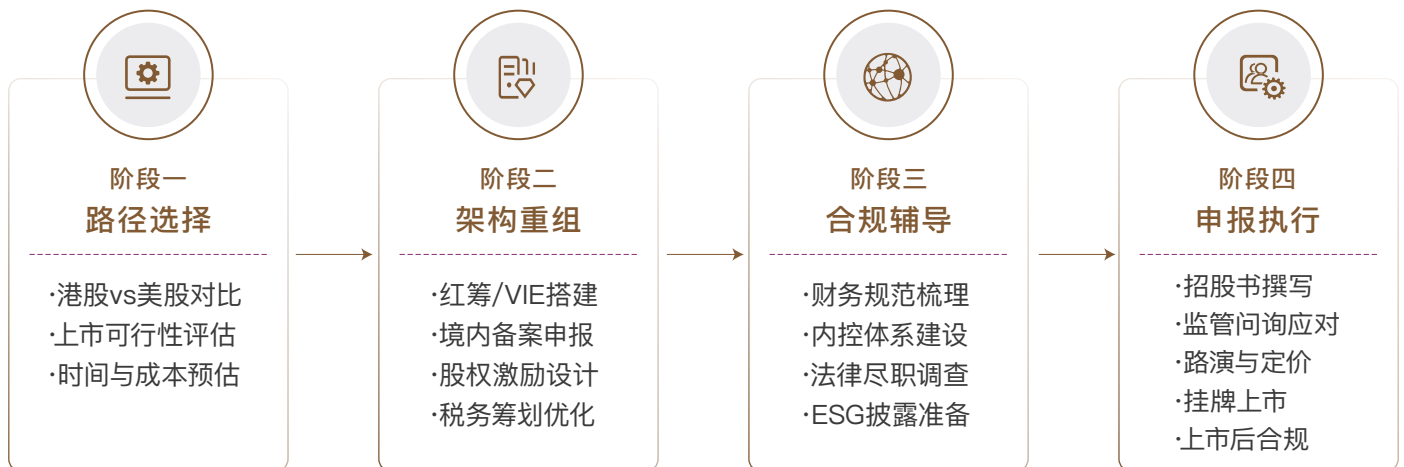 阶段一
路径选择
·港股vs美股对比
·上市可行性评估
·时间与成本预估
阶段二
架构重组
·红筹/VIE搭建
·境内备案申报
·股权激励设计
·税务筹划优化
阶段三
合规辅导
·财务规范梳理
·内控体系建设
·法律尽职调查
·ESG披露准备
阶段四
申报执行
·招股书撰写
·监管问询应对
·路演与定价
·挂牌上市
·上市后合规